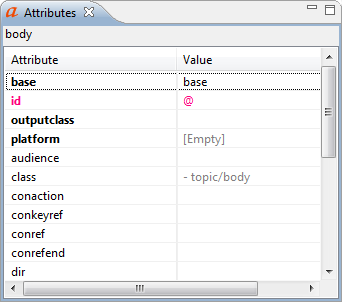 a Attributes
body
Attribute Value
base base
id @
outputclass
platform [Empty]
audience
class - topic/body
conaction
conkeyref
conref
conrefend
dir